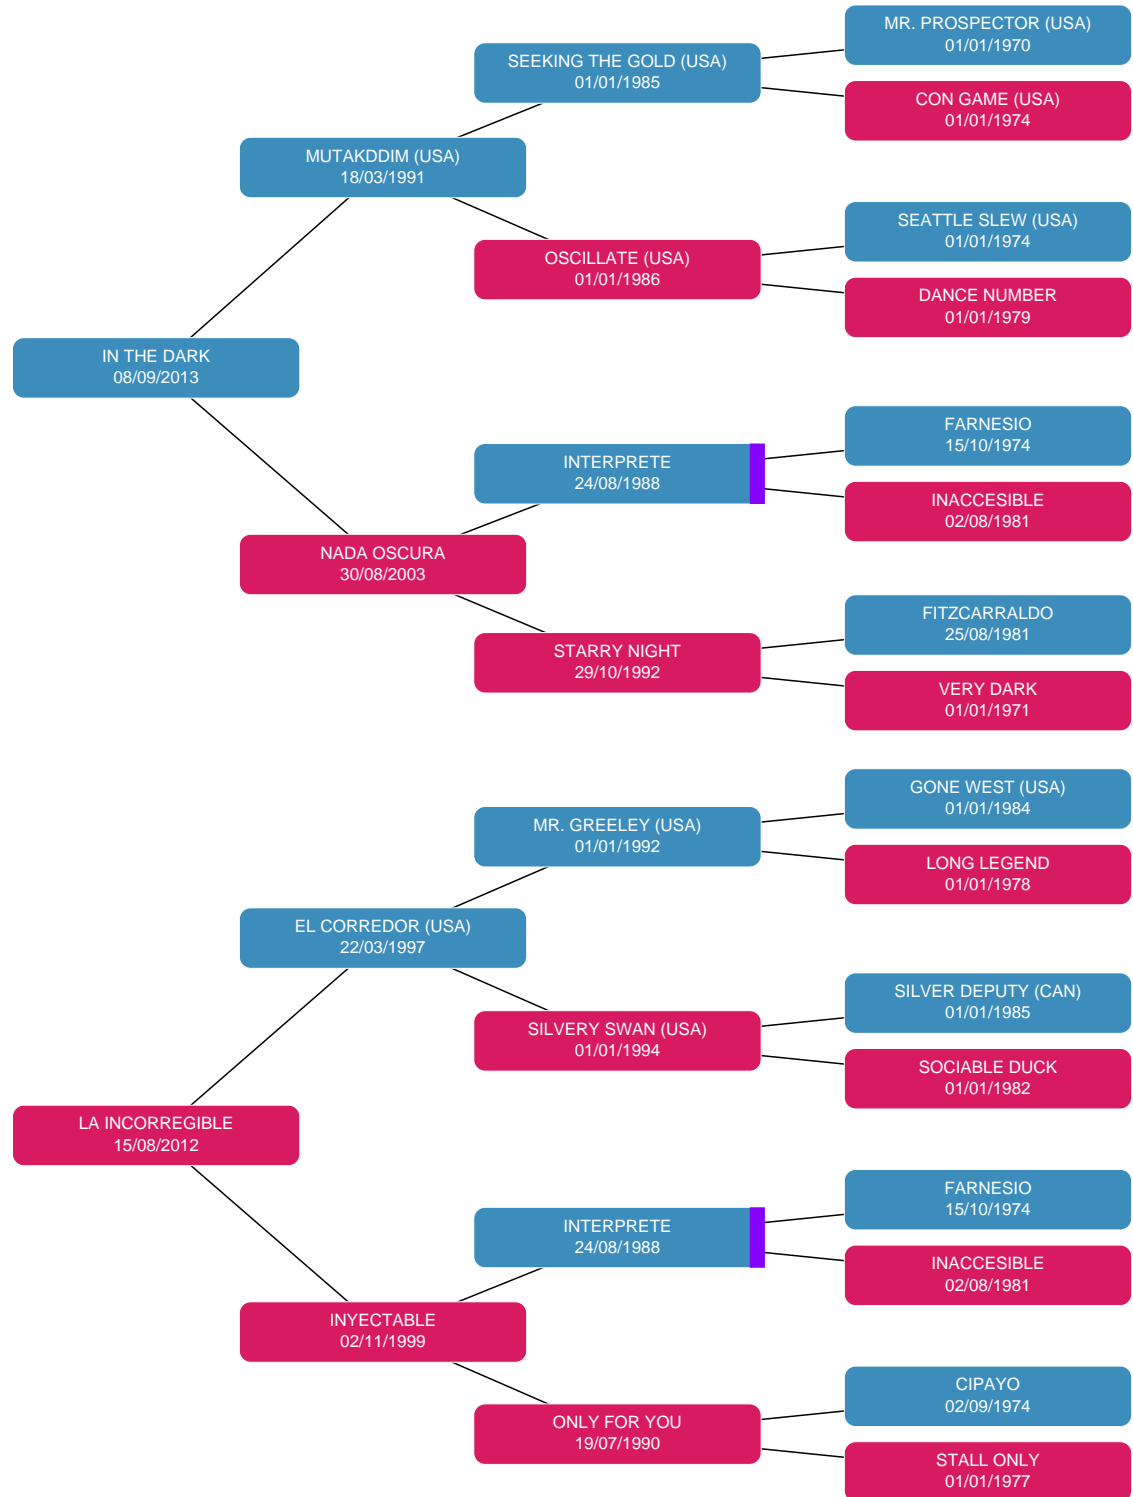 MR. PROSPECTOR (USA)
01/01/1970
SEEKING THE GOLD (USA)
01/01/1985
CON GAME (USA)
01/01/1974
MUTAKDDIM (USA)
18/03/1991
SEATTLE SLEW (USA)
01/01/1974
OSCILLATE (USA)
01/01/1986
DANCE NUMBER
01/01/1979
IN THE DARK
08/09/2013
FARNESIO
15/10/1974
INTERPRETE
24/08/1988
INACCESIBLE
02/08/1981
NADA OSCURA
30/08/2003
FITZCARRALDO
25/08/1981
STARRY NIGHT
29/10/1992
VERY DARK
01/01/1971
GONE WEST (USA)
01/01/1984
MR. GREELEY (USA)
01/01/1992
LONG LEGEND
01/01/1978
EL CORREDOR (USA)
22/03/1997
SILVER DEPUTY (CAN)
01/01/1985
SILVERY SWAN (USA)
01/01/1994
SOCIABLE DUCK
01/01/1982
LA INCORREGIBLE
15/08/2012
FARNESIO
15/10/1974
INTERPRETE
24/08/1988
INACCESIBLE
02/08/1981
INYECTABLE
02/11/1999
CIPAYO
02/09/1974
ONLY FOR YOU
19/07/1990
STALL ONLY
01/01/1977